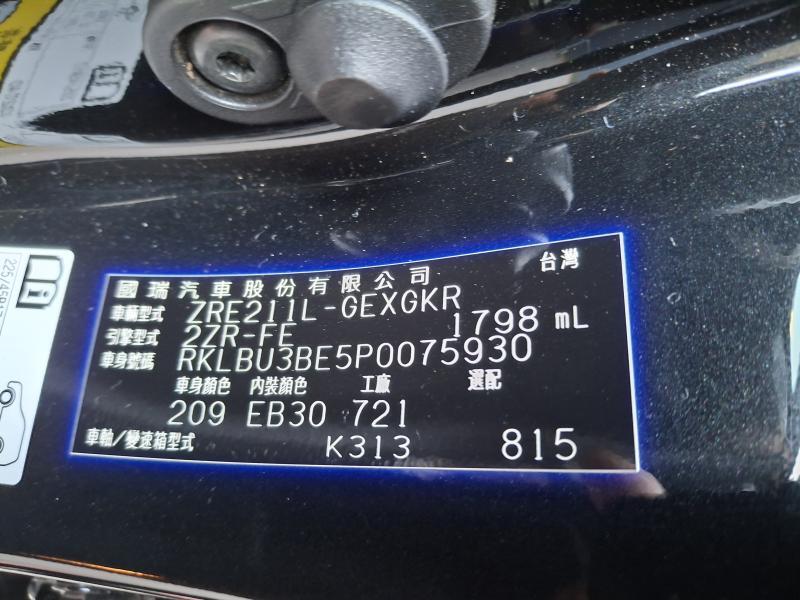 國瑞汽車股份有限公司 台灣
車輛型式 ZRE211L-GEXGKR
引擎型式 2ZR-FE 1798 mL
車身號碼 RKLBU3BE5P0075930
車身顏色 內裝顏色 工廠 選配
209 EB30 721
車軸/變速箱型式 K313 815